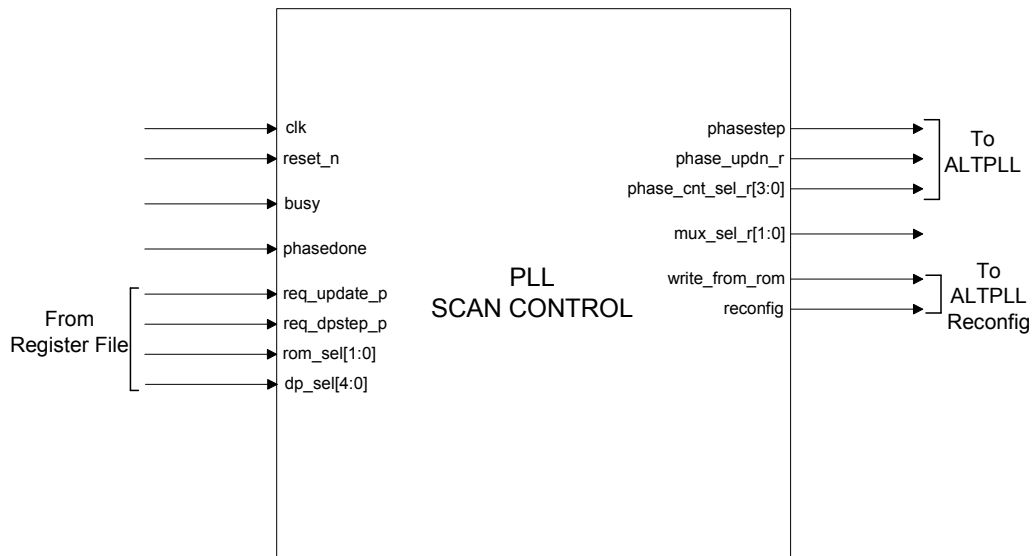 clk
reset_n
busy
phasedone
From
Register File
req_update_p
req_dpstep_p
rom_sel[1:0]
dp_sel[4:0]
PLL
SCAN CONTROL
phasestep
phase_updn_r
phase_cnt_sel_r[3:0]
To
ALTPLL
mux_sel_r[1:0]
write_from_rom
reconfig
To
ALTPLL
Reconfig